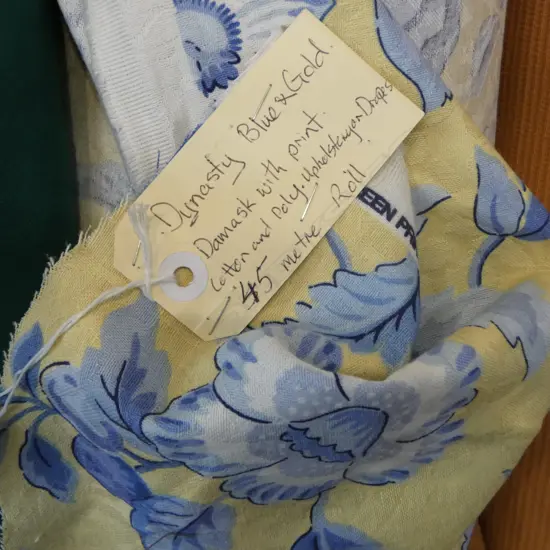 Dynasty Blue & Gold.
Damask with print.
Cotton and Poly. Upholstery or Drapes
45 metre Roll!
EEN PR